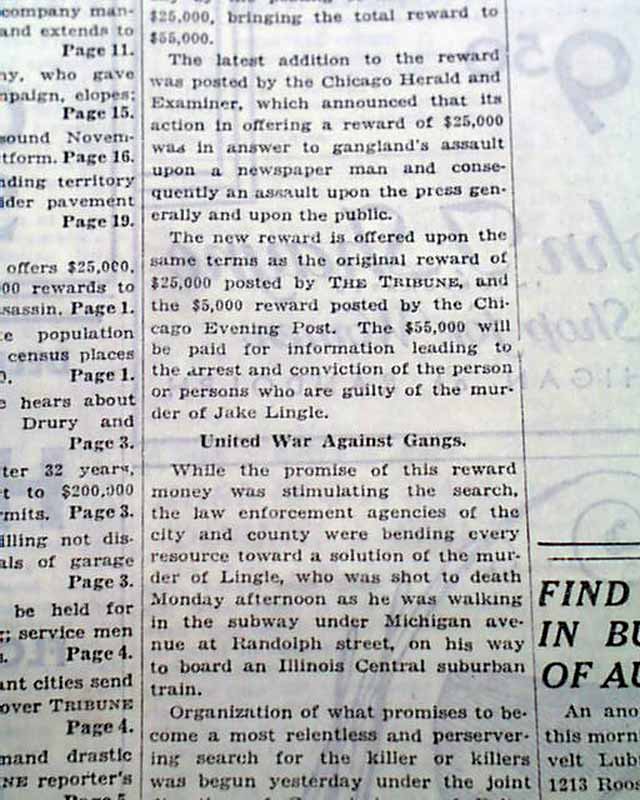 company man-
and extends to
Page 11.
ny, who gave
mpaign, elopes;
Page 15.
sound Novem-
tform. Page 16.
nding territory
ider pavement
Page 19.
offers $25,000,
00 rewards to
sassin. Page 1.
te population
census places
0. Page 1.
e hears about
Drury and
Page 3.
ter 32 years,
t to $200,000
rmits. Page 3.
illing not dis-
als of garage
Page 3.
be held for
g; service men
s. Page 4.
ant cities send
over TRIBUNE
Page 4.
mand drastic
NE reporter's
Page 5.
$25,000, bringing the total reward to
$55,000.
The latest addition to the reward
was posted by the Chicago Herald and
Examiner, which announced that its
action in offering a reward of $25,000
was in answer to gangland's assault
upon a newspaper man and conse-
quently an assault upon the press gen-
erally and upon the public.
The new reward is offered upon the
same terms as the original reward of
$25,000 posted by THE TRIBUNE, and
the $5,000 reward posted by the Chi-
cago Evening Post. The $55,000 will
be paid for information leading to
the arrest and conviction of the person
or persons who are guilty of the mur-
der of Jake Lingle.
United War Against Gangs.
While the promise of this reward
money was stimulating the search,
the law enforcement agencies of the
city and county were bending every
resource toward a solution of the mur-
der of Lingle, who was shot to death
Monday afternoon as he was walking
in the subway under Michigan ave-
nue at Randolph street, on his way
to board an Illinois Central suburban
train.
Organization of what promises to be-
come a most relentless and perserver-
ing search for the killer or killers
was begun yesterday under the joint
FIND
IN BU
OF AU
An ano
this morni
velt Lub
1213 Roos